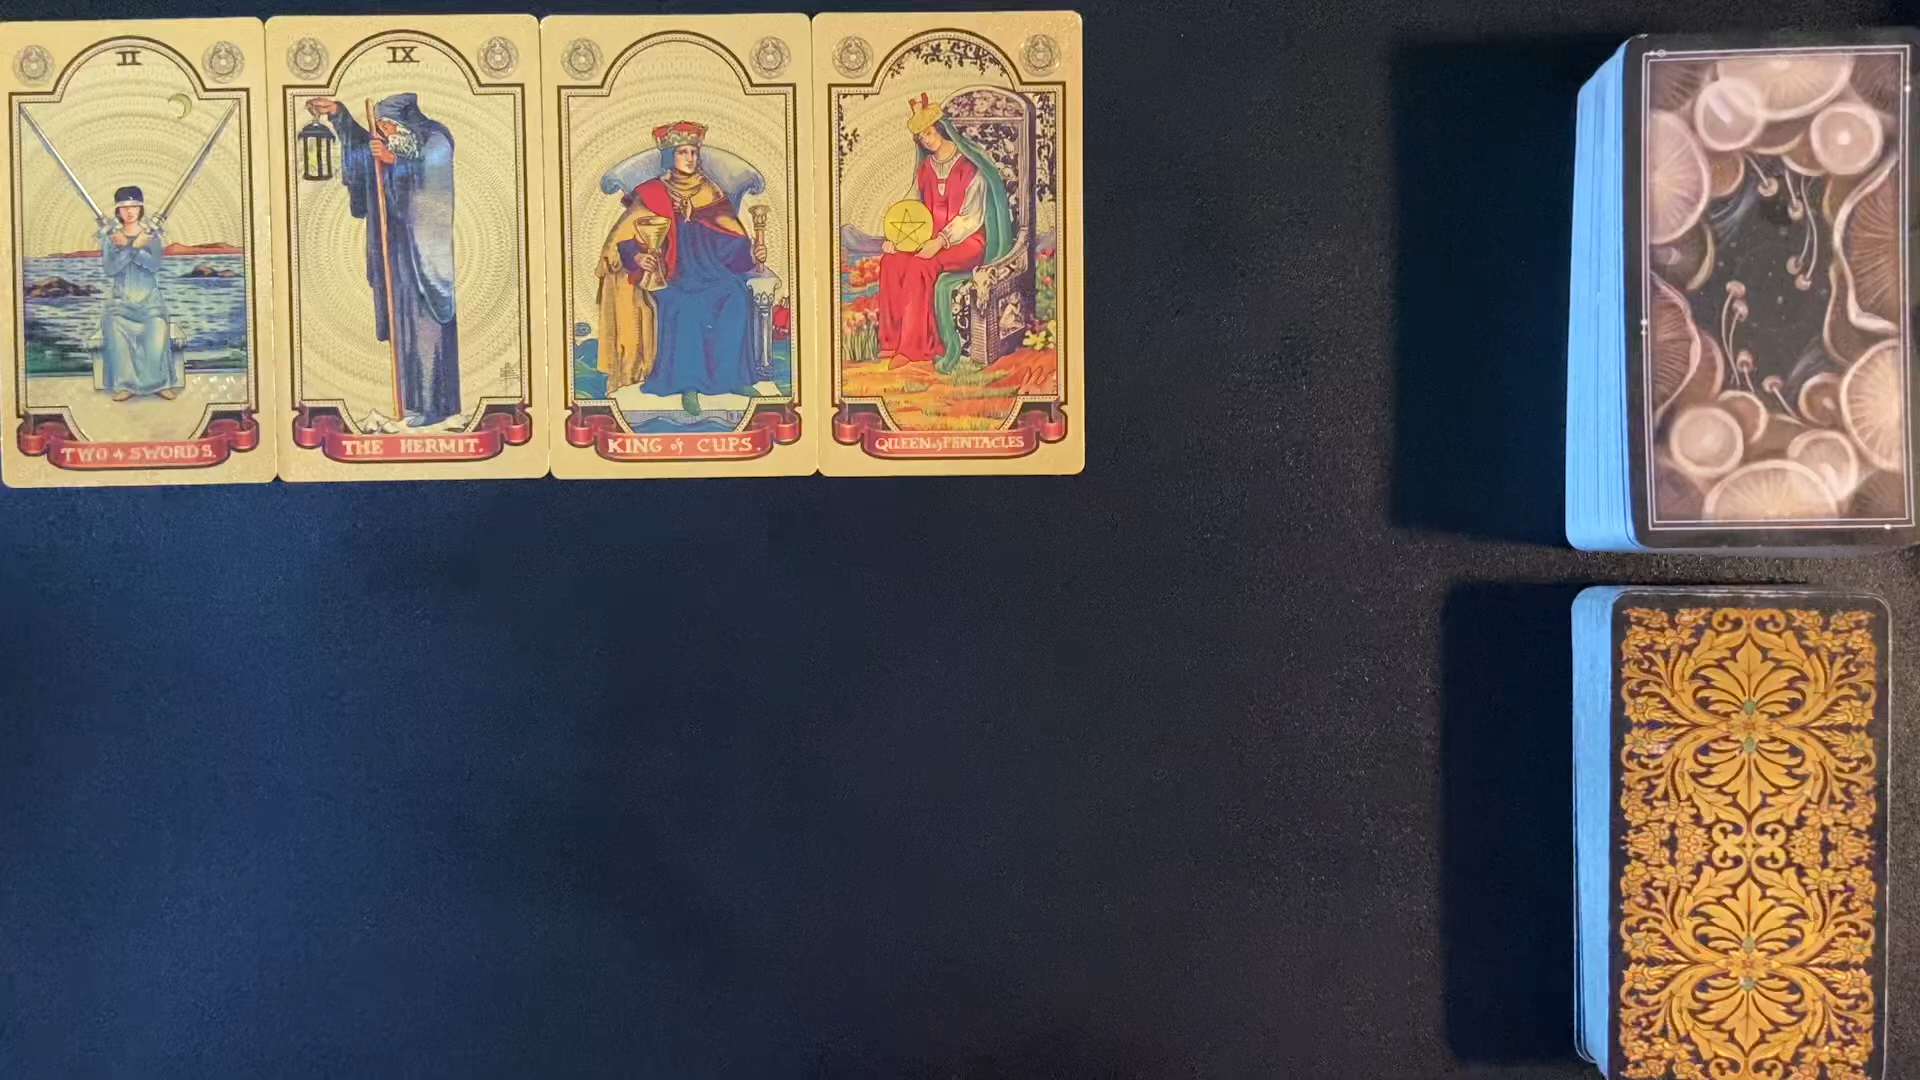 II
TWO of SWORDS.
IX
THE HERMIT.
KING of CUPS.
QUEEN of PENTACLES